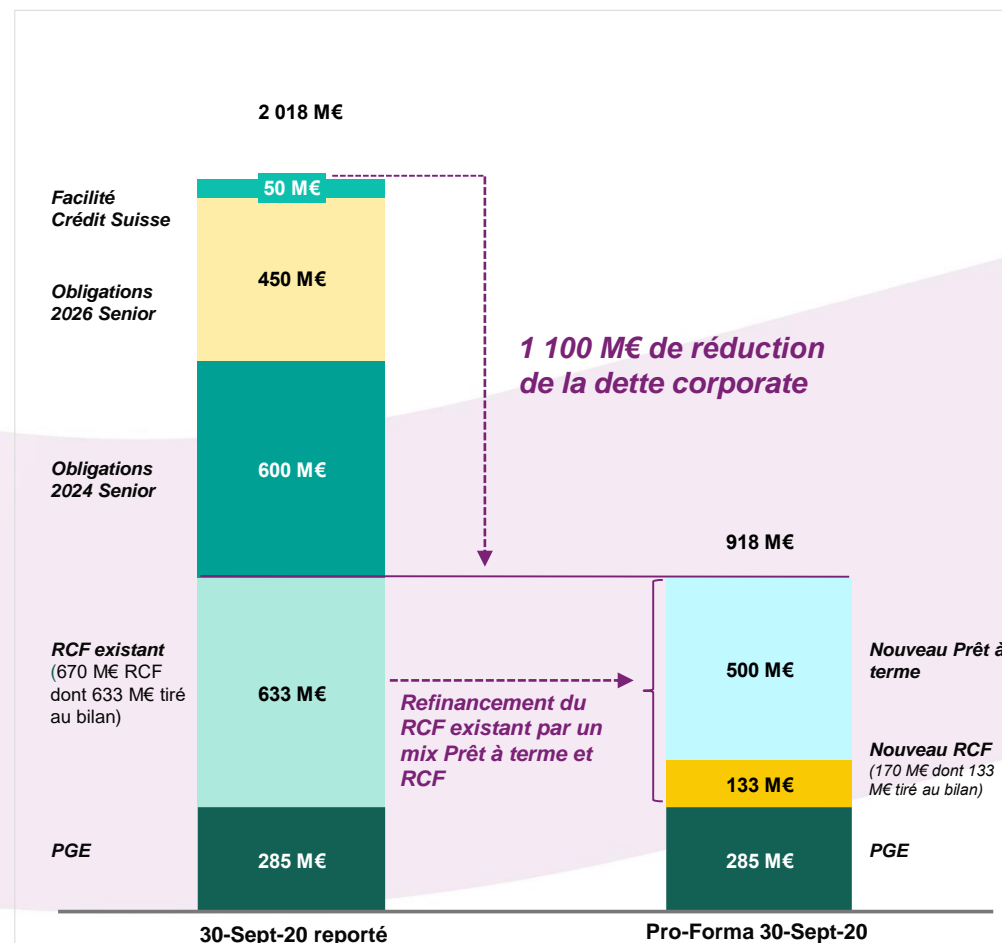 2 018 M€
Facilité
Crédit Suisse
50 M€
Obligations
2026 Senior
450 M€
1 100 M€ de réduction
de la dette corporate
Obligations
2024 Senior
600 M€
918 M€
RCF existant
(670 M€ RCF
dont 633 M€ tiré
au bilan)
633 M€
Refinancement du
RCF existant par un
mix Prêt à terme et
RCF
500 M€
Nouveau Prêt à
terme
133 M€
Nouveau RCF
(170 M€ dont 133
M€ tiré au bilan)
PGE
285 M€
285 M€
PGE
30-Sept-20 reporté
Pro-Forma 30-Sept-20